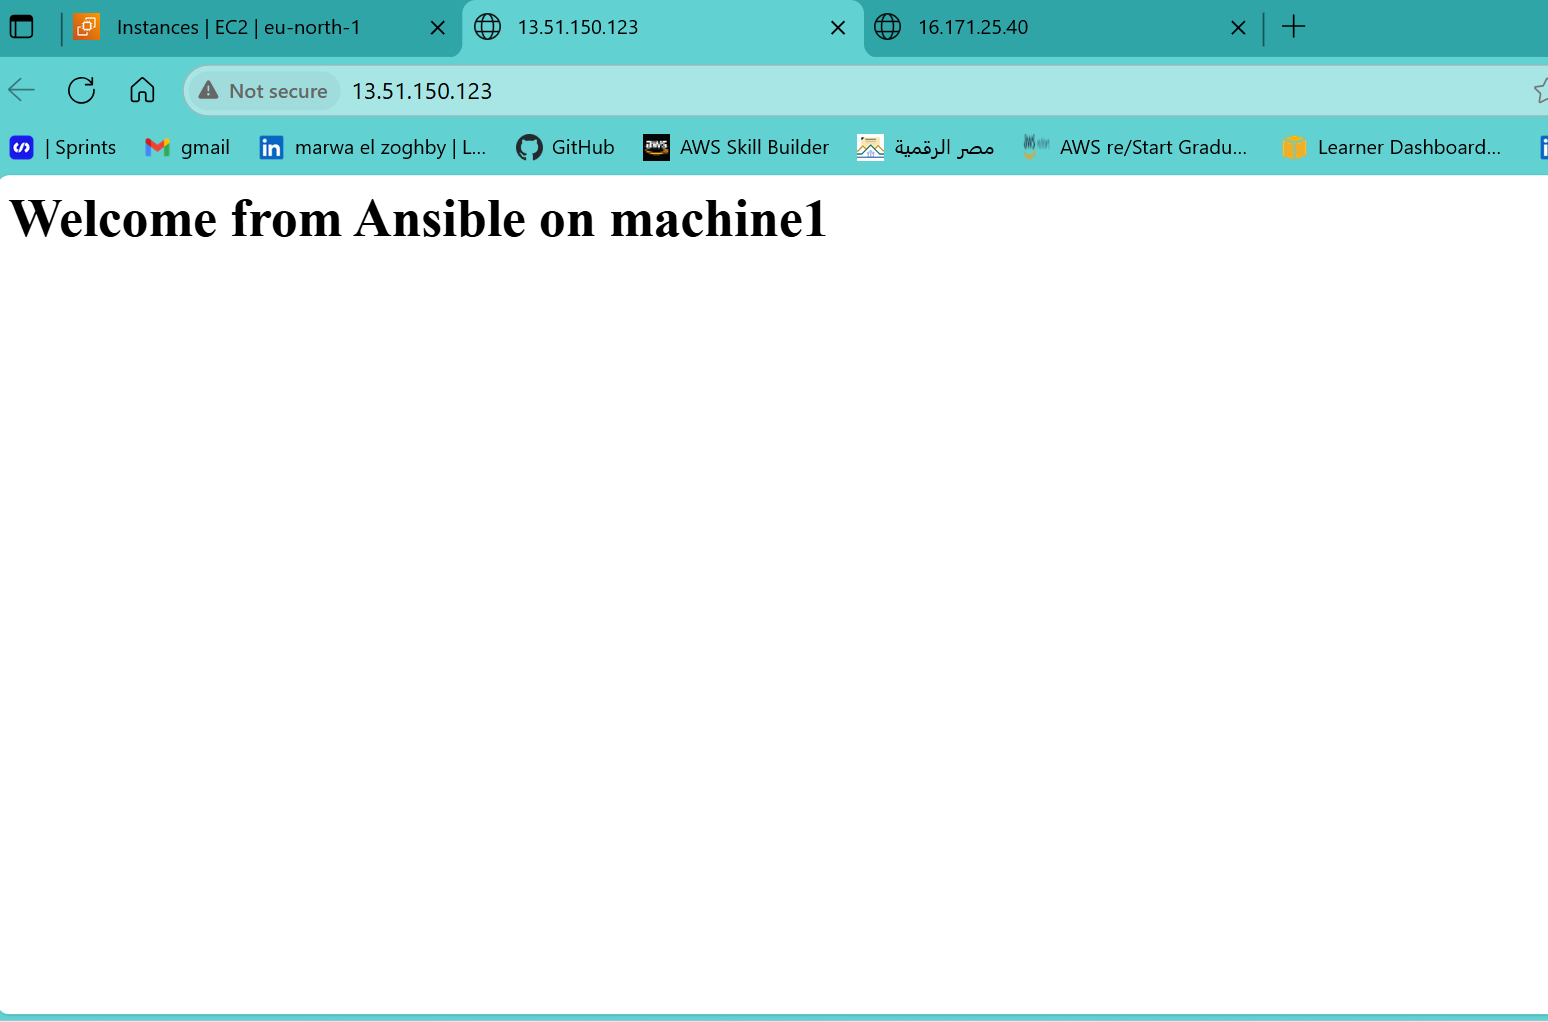 Instances | EC2 | eu-north-1
13.51.150.123
16.171.25.40
Not secure
13.51.150.123
| Sprints
gmail
in
marwa el zoghby | L...
GitHub
aws
AWS Skill Builder
مصر الرقمية
AWS re/Start Gradu...
Learner Dashboard...
Welcome from Ansible on machine1